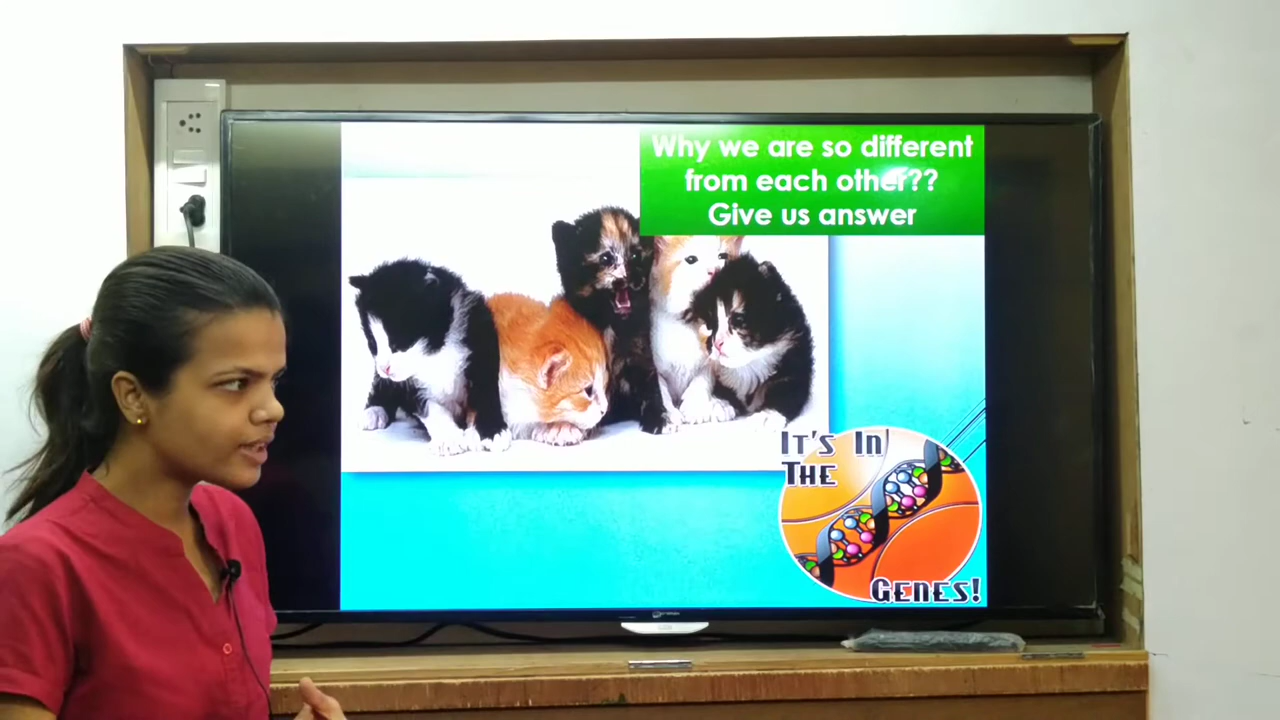 Why we are so different
from each other??
Give us answer
IT'S IN
THE
GENES!